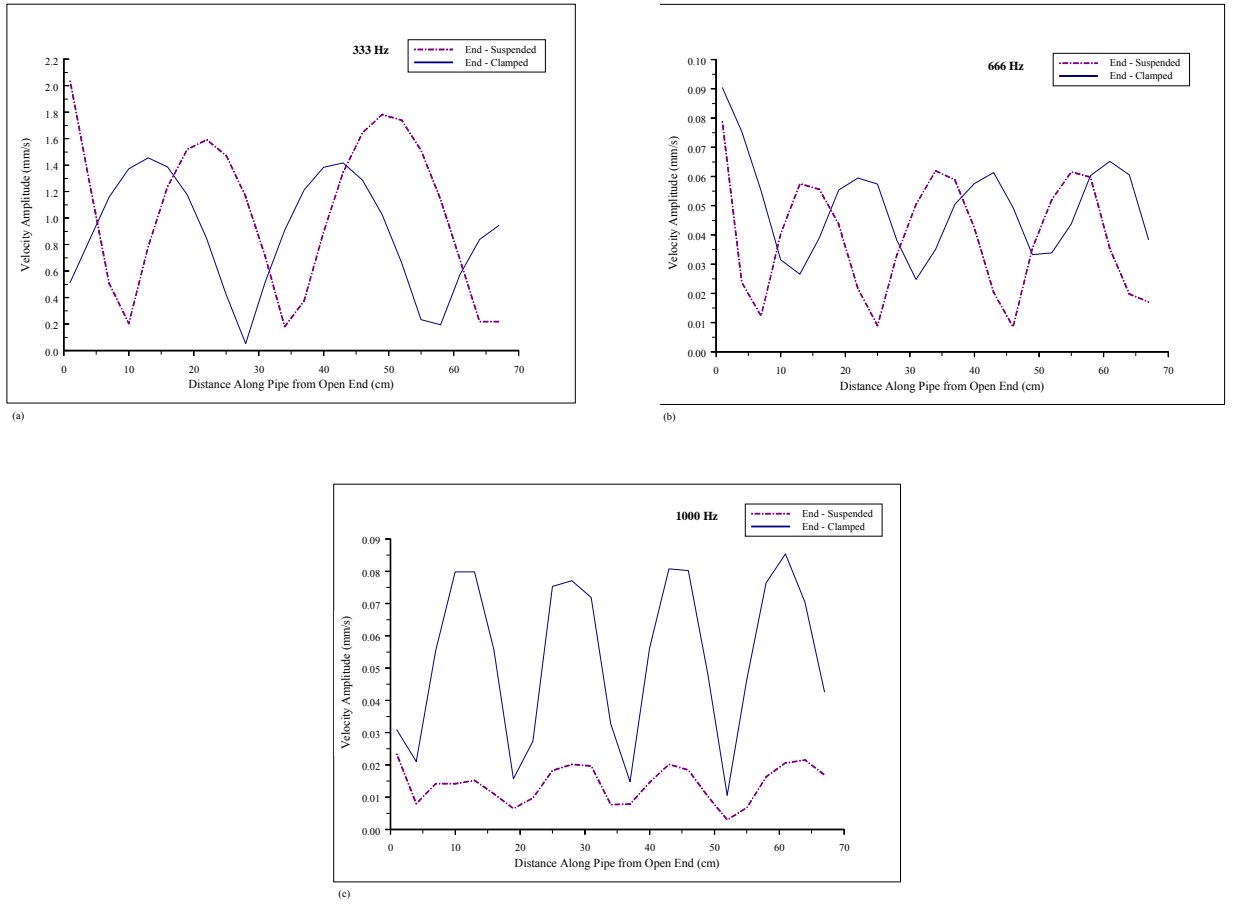 333 Hz
End - Suspended
End - Clamped
2.2
2.0
1.8
1.6
1.4
1.2
1.0
0.8
0.6
0.4
0.2
0.0
Velocity Amplitude (mm/s)
0 10 20 30 40 50 60 70
Distance Along Pipe from Open End (cm)
(a)
666 Hz
End - Suspended
End - Clamped
0.10
0.09
0.08
0.07
0.06
0.05
0.04
0.03
0.02
0.01
0.00
Velocity Amplitude (mm/s)
0 10 20 30 40 50 60 70
Distance Along Pipe from Open End (cm)
(b)
1000 Hz
End - Suspended
End - Clamped
0.09
0.08
0.07
0.06
0.05
0.04
0.03
0.02
0.01
0.00
Velocity Amplitude (mm/s)
0 10 20 30 40 50 60 70
Distance Along Pipe from Open End (cm)
(c)